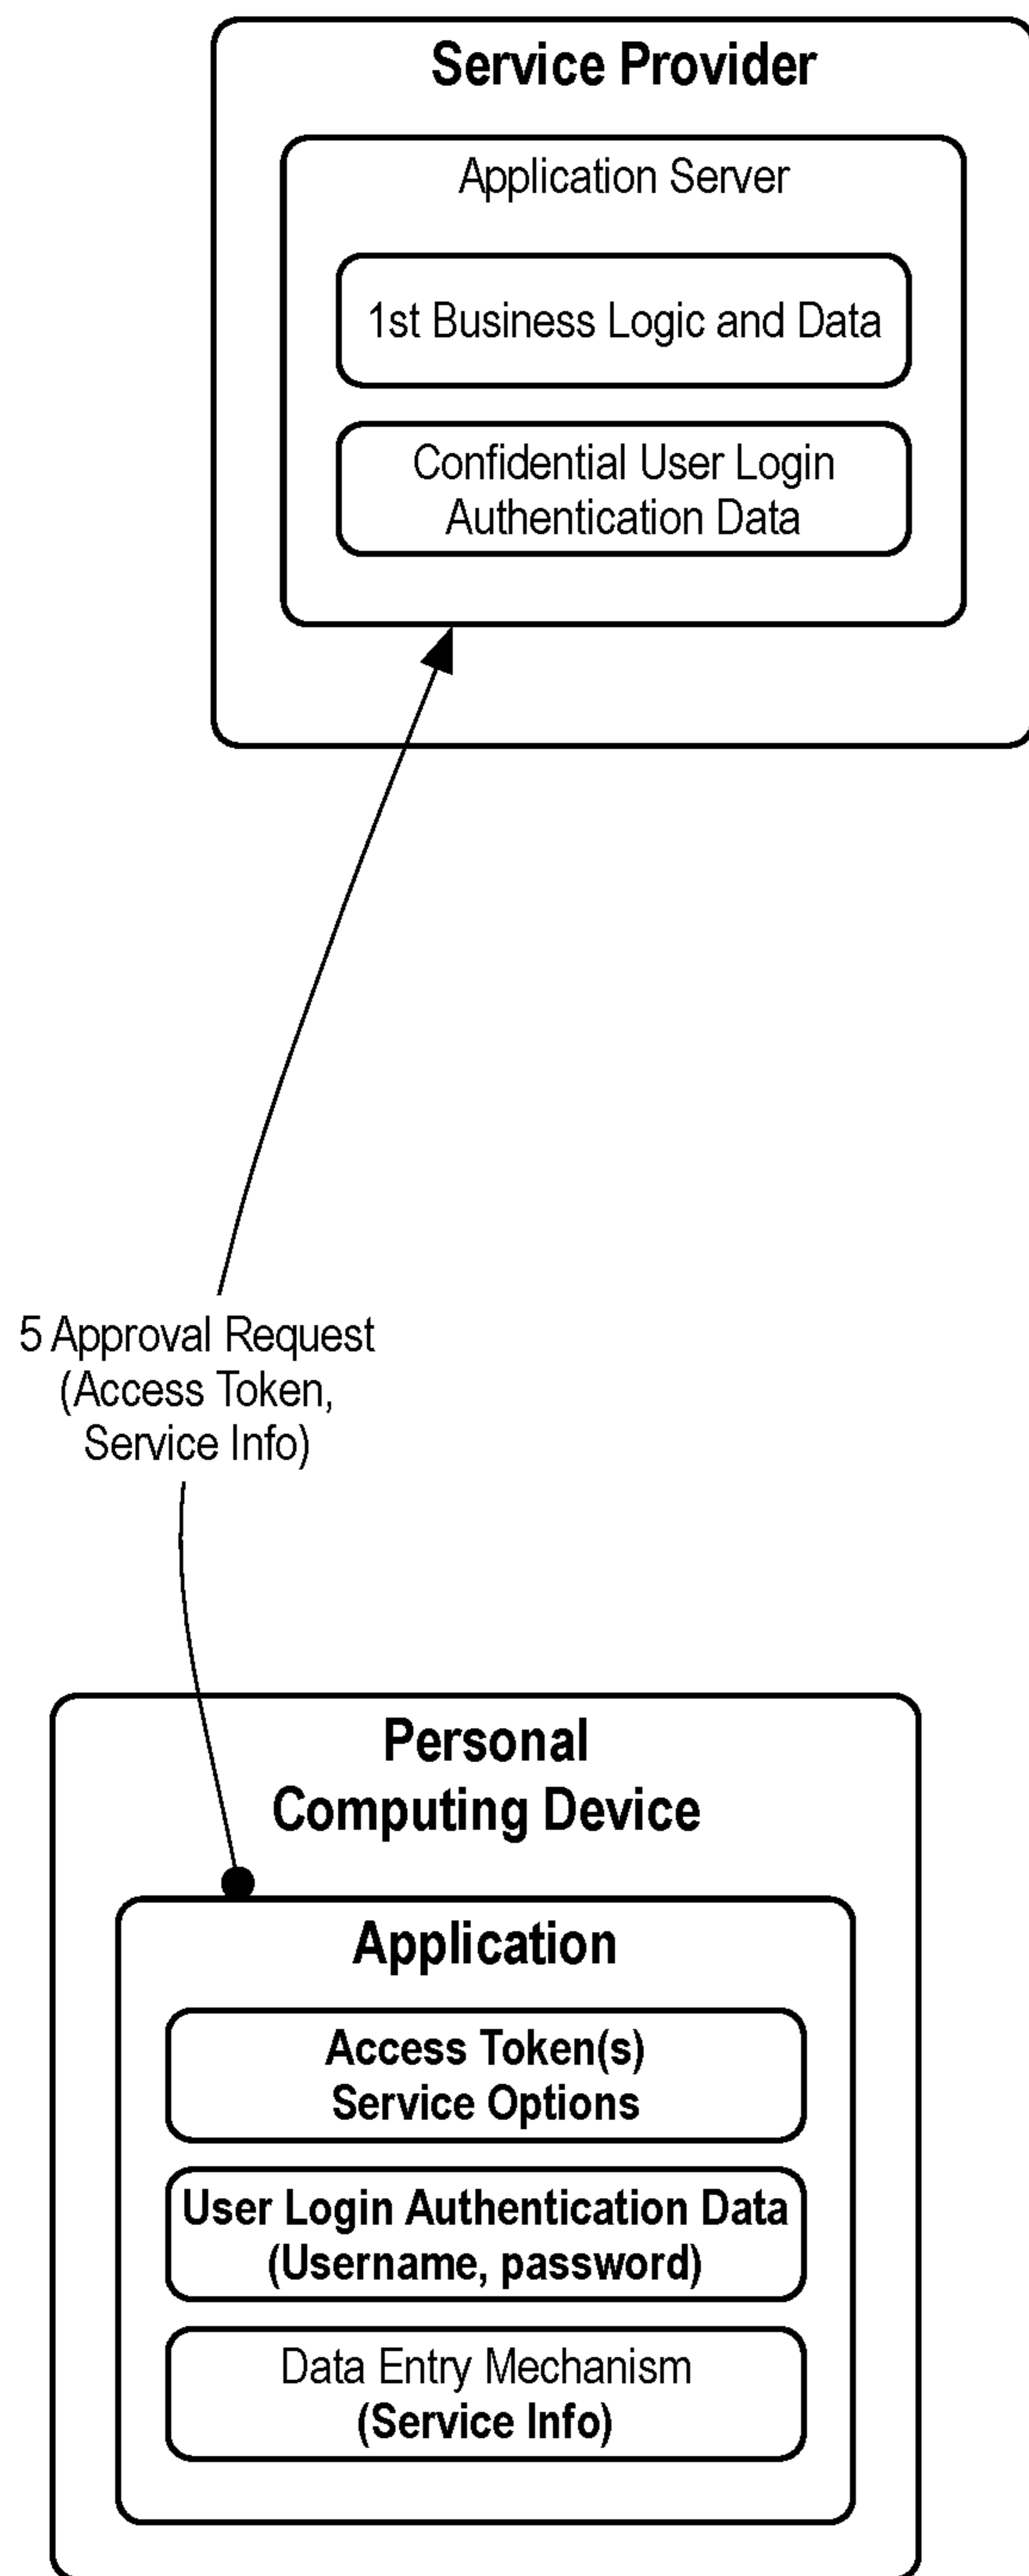 Service Provider
Application Server
1st Business Logic and Data
Confidential User Login
Authentication Data
5 Approval Request
(Access Token,
Service Info)
Personal
Computing Device
Application
Access Token(s)
Service Options
User Login Authentication Data
(Username, password)
Data Entry Mechanism
(Service Info)